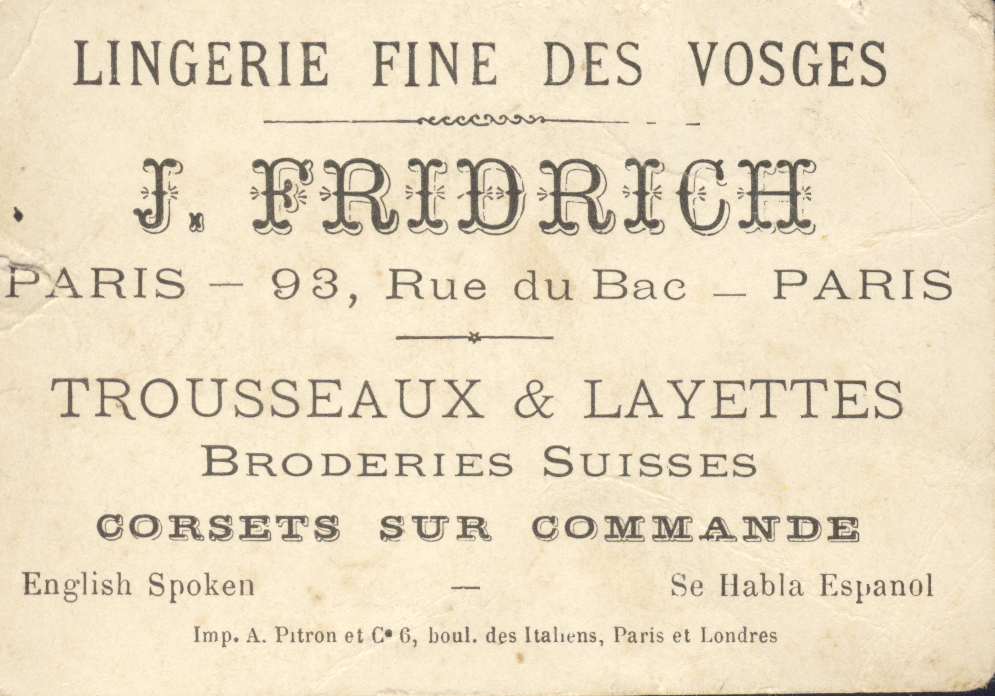 LINGERIE FINE DES VOSGES
J. FRIDRICH
PARIS — 93, Rue du Bac — PARIS
TROUSSEAUX & LAYETTES
BRODERIES SUISSES
CORSETS SUR COMMANDE
English Spoken — Se Habla Espanol
Imp. A. Pitron et Cᵉ 6, boul. des Italiens, Paris et Londres